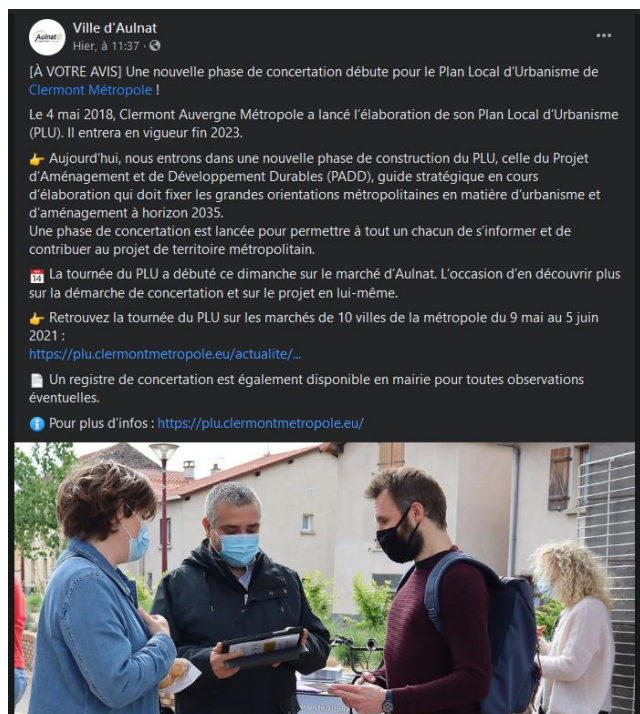 Aulnat
Ville d'Aulnat
Hier, à 11:37 ·
[À VOTRE AVIS] Une nouvelle phase de concertation débute pour le Plan Local d'Urbanisme de
Clermont Métropole !
Le 4 mai 2018, Clermont Auvergne Métropole a lancé l'élaboration de son Plan Local d'Urbanisme
(PLU). Il entrera en vigueur fin 2023.
👉 Aujourd'hui, nous entrons dans une nouvelle phase de construction du PLU, celle du Projet
d'Aménagement et de Développement Durables (PADD), guide stratégique en cours
d'élaboration qui doit fixer les grandes orientations métropolitaines en matière d'urbanisme et
d'aménagement à horizon 2035.
Une phase de concertation est lancée pour permettre à tout un chacun de s'informer et de
contribuer au projet de territoire métropolitain.
📅 La tournée du PLU a débuté ce dimanche sur le marché d'Aulnat. L'occasion d'en découvrir plus
sur la démarche de concertation et sur le projet en lui-même.
👉 Retrouvez la tournée du PLU sur les marchés de 10 villes de la métropole du 9 mai au 5 juin
2021 :
https://plu.clermontmetropole.eu/actualite/...
📄 Un registre de concertation est également disponible en mairie pour toutes observations
éventuelles.
ℹ️ Pour plus d'infos : https://plu.clermontmetropole.eu/